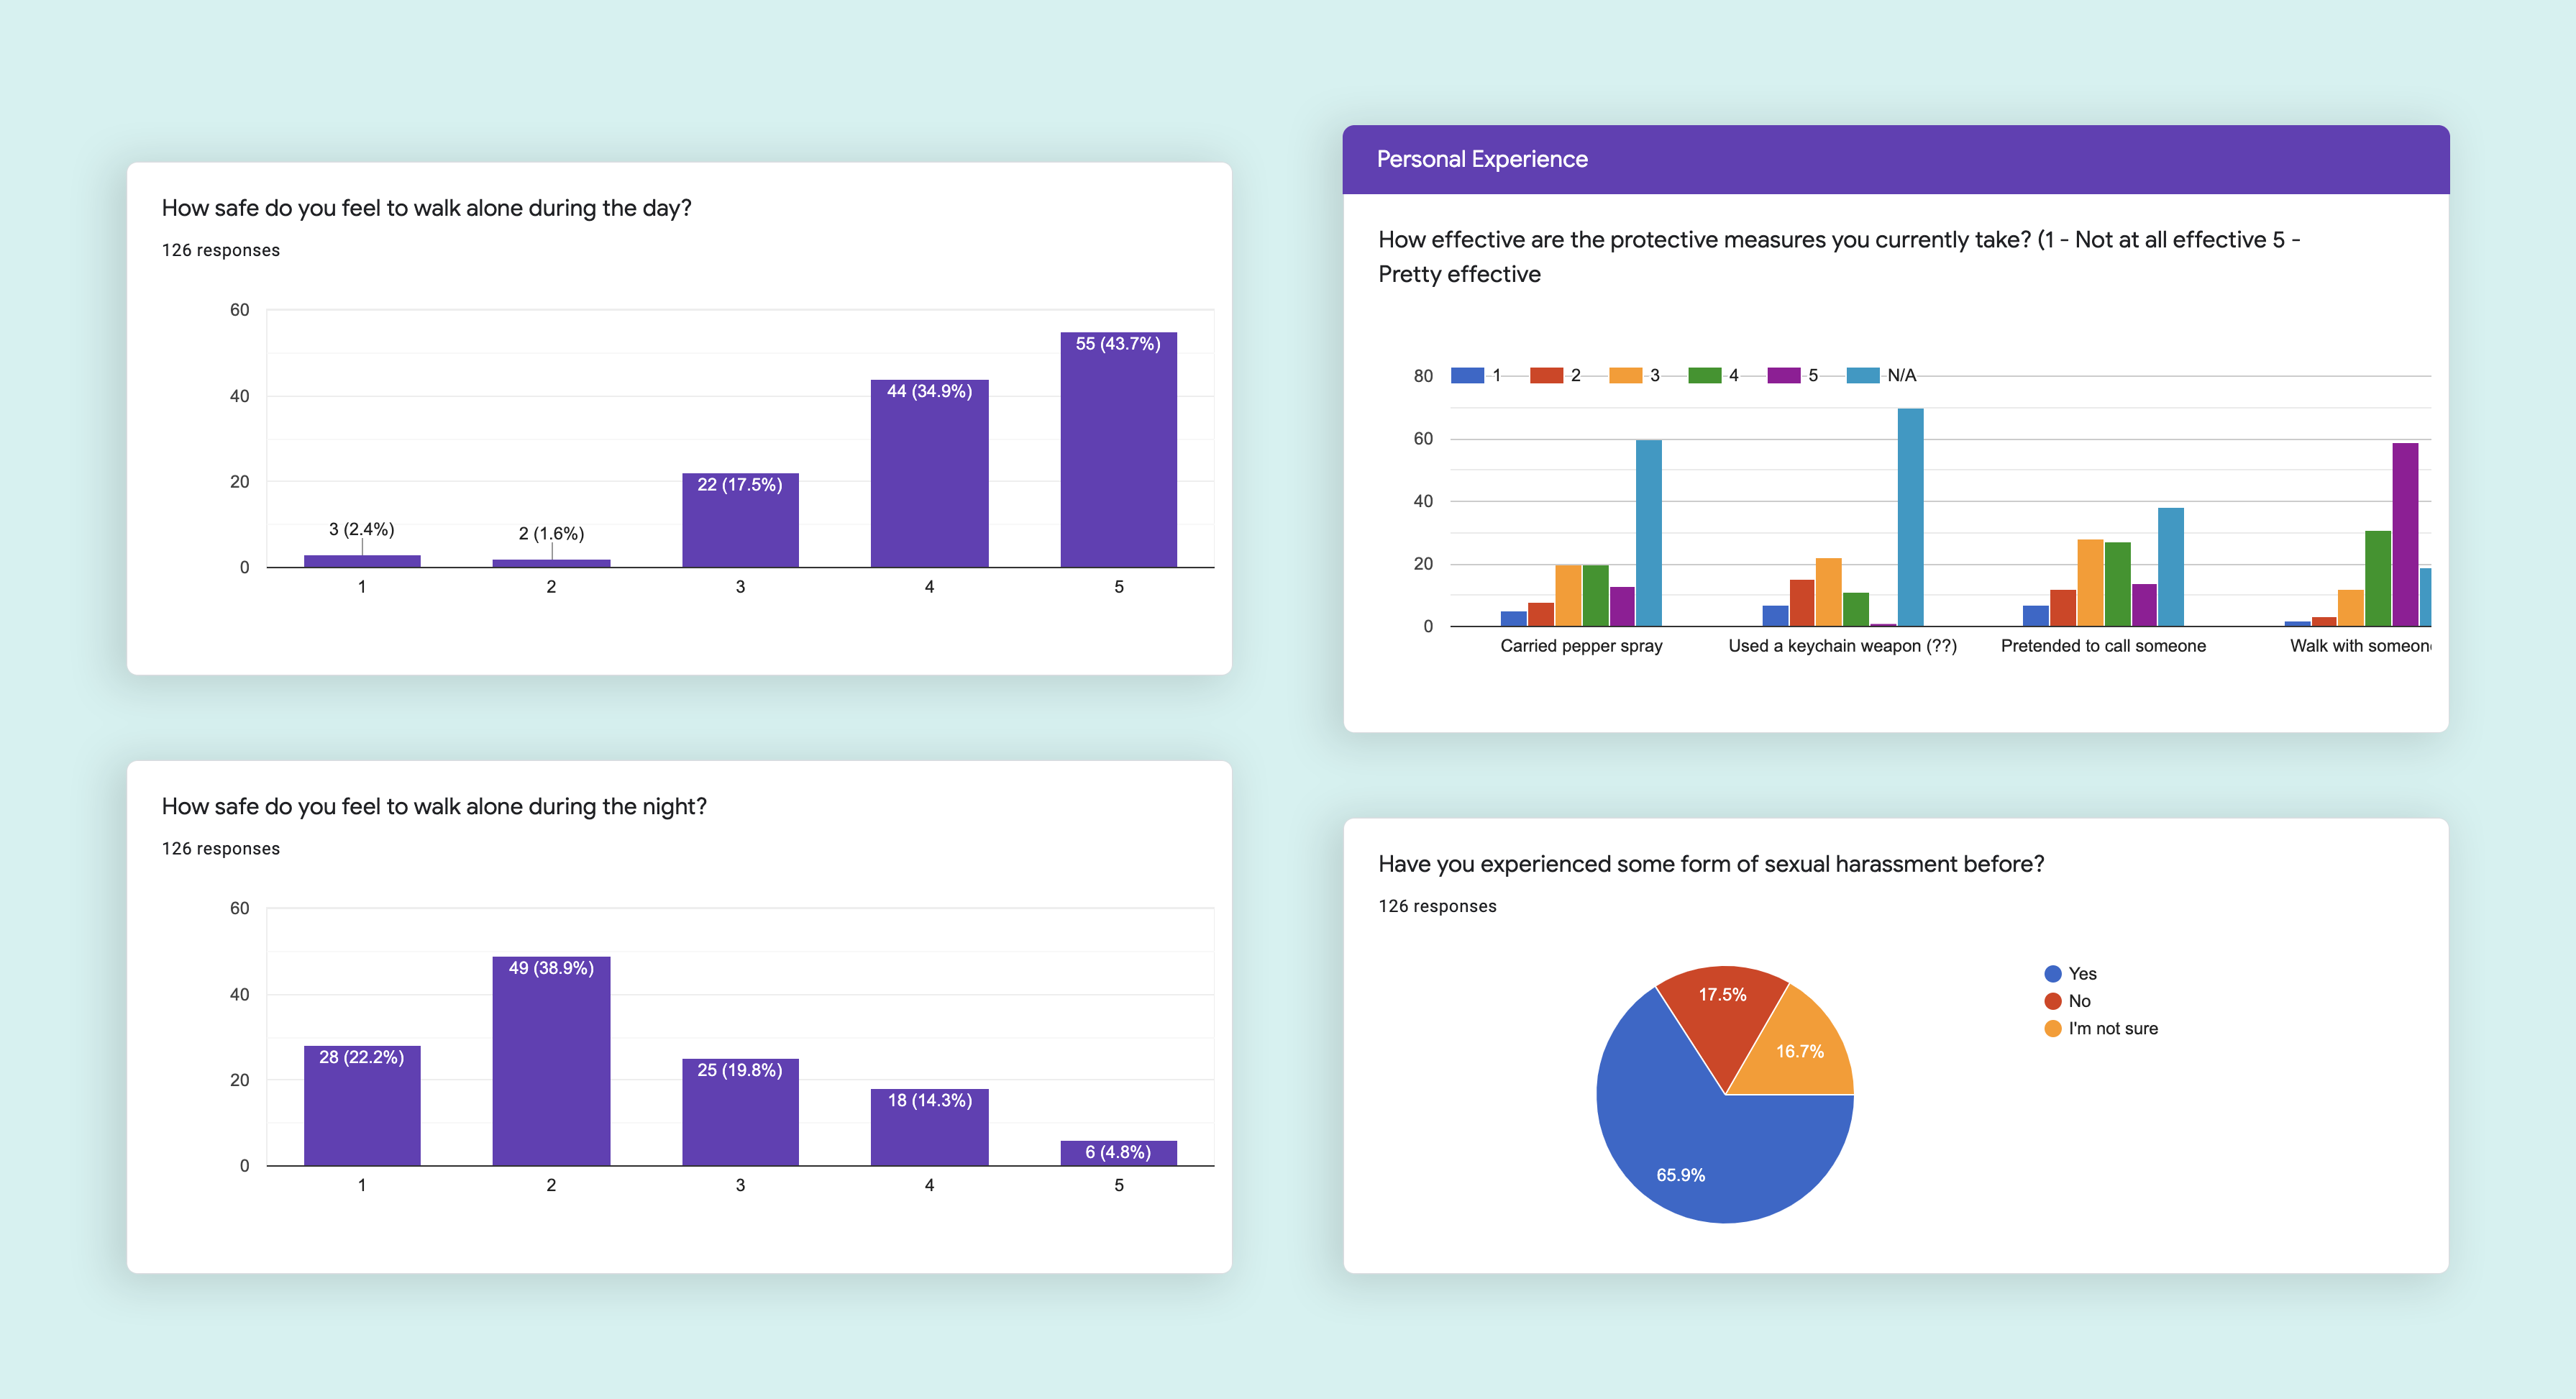 How safe do you feel to walk alone during the day?
126 responses
60
40
20
0
3 (2.4%)
2 (1.6%)
22 (17.5%)
44 (34.9%)
55 (43.7%)
1
2
3
4
5
How safe do you feel to walk alone during the night?
126 responses
60
40
20
0
28 (22.2%)
49 (38.9%)
25 (19.8%)
18 (14.3%)
6 (4.8%)
1
2
3
4
5
Personal Experience
How effective are the protective measures you currently take? (1 - Not at all effective 5 -
Pretty effective
1 2 3 4 5 N/A
80
60
40
20
0
Carried pepper spray
Used a keychain weapon (??)
Pretended to call someone
Walk with someon
Have you experienced some form of sexual harassment before?
126 responses
17.5%
16.7%
65.9%
Yes
No
I'm not sure